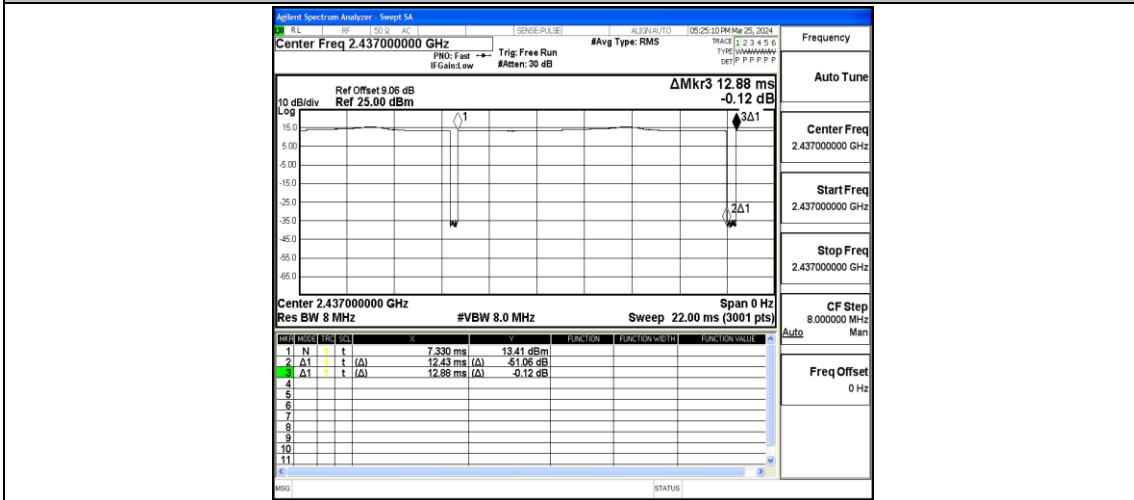 Agilent Spectrum Analyzer - Swept SA
RL RF 50 Ω AC SENSE:PULSE ALIGN AUTO 05:25:10 PM Mar 25, 2024
Center Freq 2.437000000 GHz
PNO: Fast
IFGain:Low
Trig: Free Run
#Atten: 30 dB
#Avg Type: RMS
TRACE 1 2 3 4 5 6
TYPE
DET P P P P P P
Frequency
Auto Tune
Center Freq
2.437000000 GHz
Start Freq
2.437000000 GHz
Stop Freq
2.437000000 GHz
CF Step
8.000000 MHz
Auto Man
Freq Offset
0 Hz
ΔMkr3 12.88 ms
-0.12 dB
Ref Offset 9.06 dB
10 dB/div Ref 25.00 dBm
Log
1
3Δ1
2Δ1
15.0
5.00
-5.00
-15.0
-25.0
-35.0
-45.0
-55.0
-65.0
Center 2.437000000 GHz Span 0 Hz
Res BW 8 MHz #VBW 8.0 MHz Sweep 22.00 ms (3001 pts)
MKR MODE TRC SCL X Y FUNCTION FUNCTION WIDTH FUNCTION VALUE
1 N 1 t 7.330 ms 13.41 dBm
2 Δ1 1 t (Δ) 12.43 ms (Δ) -51.06 dB
3 Δ1 1 t (Δ) 12.88 ms (Δ) -0.12 dB
4
5
6
7
8
9
10
11
MSG STATUS